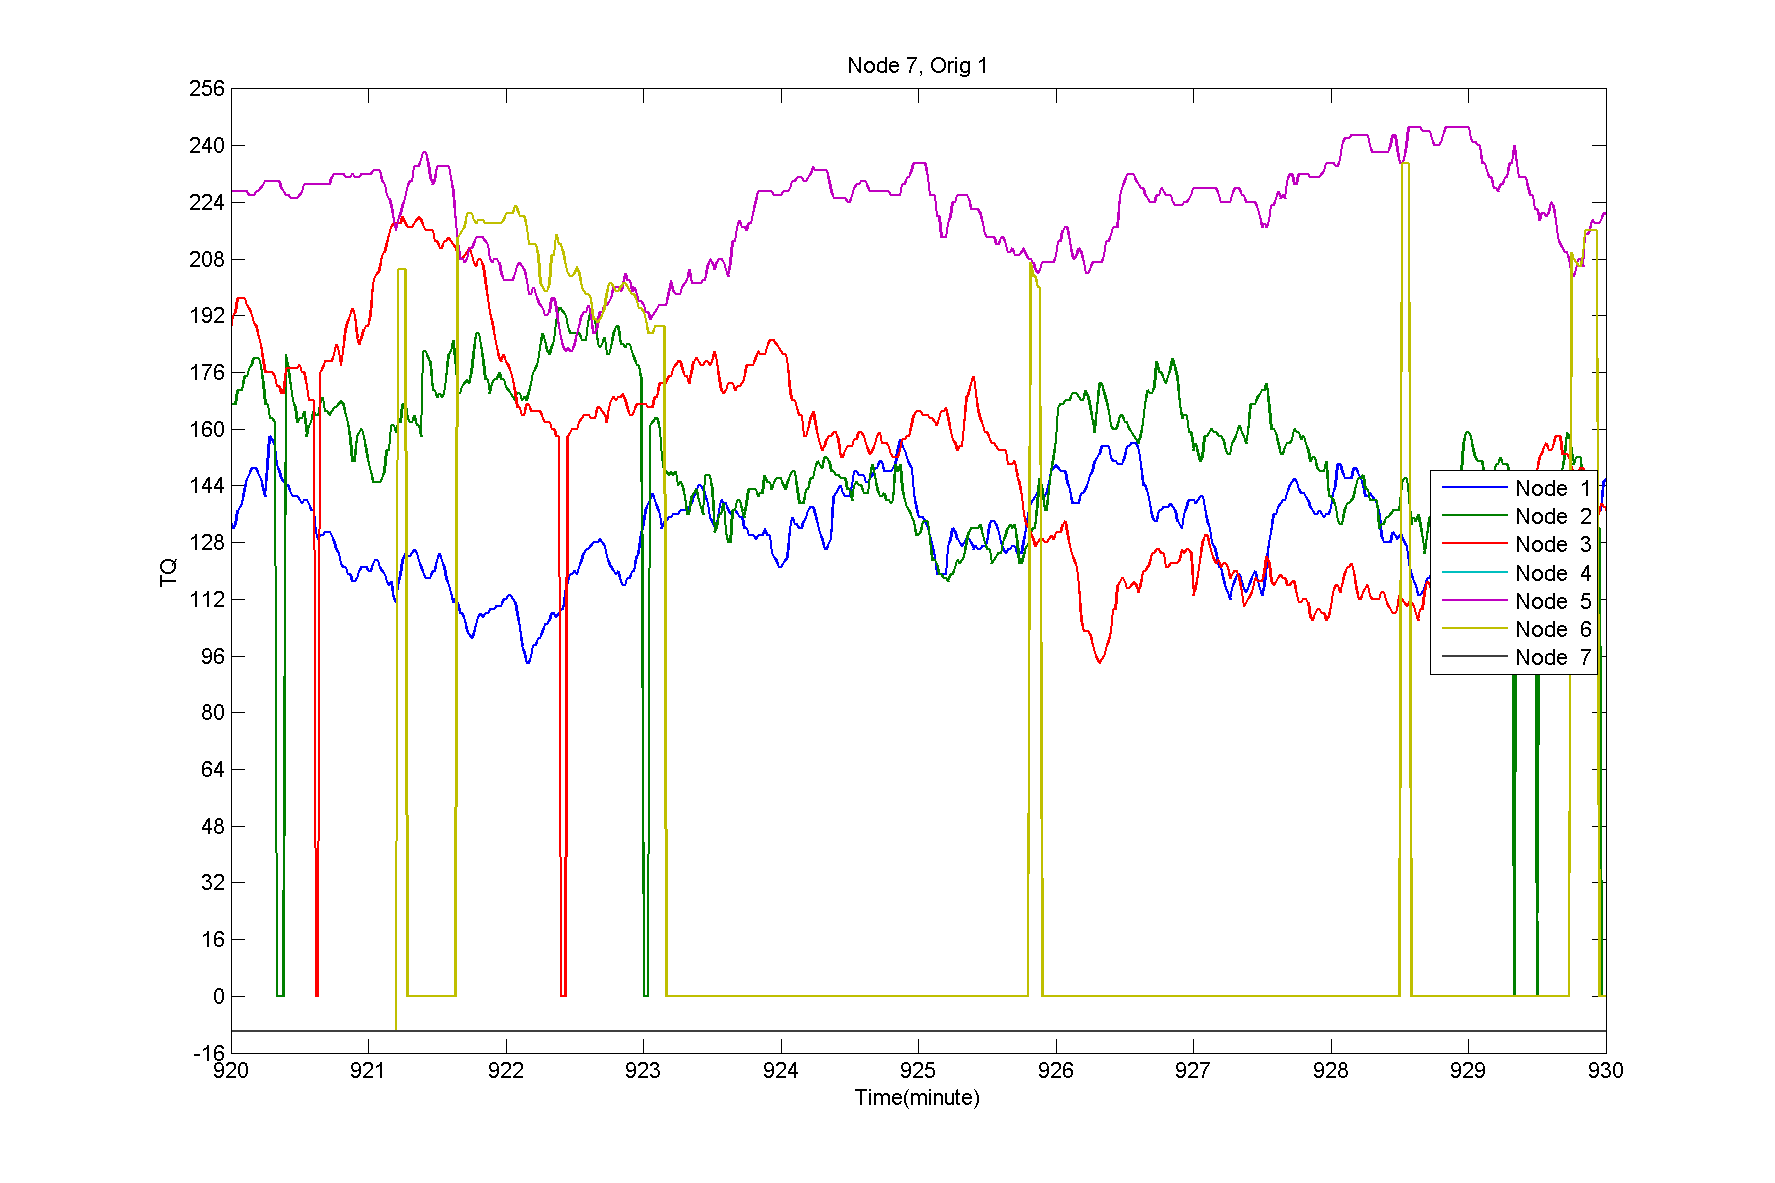 Node 7, Orig 1
256
240
224
208
192
176
160
144
128
112
96
80
64
48
32
16
0
-16
TQ
Node 1
Node 2
Node 3
Node 4
Node 5
Node 6
Node 7
920 921 922 923 924 925 926 927 928 929 930
Time(minute)